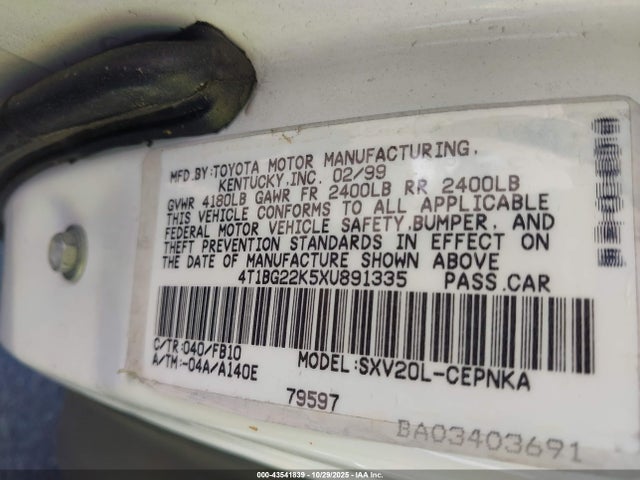 MFD.BY:TOYOTA MOTOR MANUFACTURING,
KENTUCKY,INC. 02/99
GVWR 4180LB GAWR FR 2400LB RR 2400LB
THIS VEHICLE CONFORMS TO ALL APPLICABLE
FEDERAL MOTOR VEHICLE SAFETY,BUMPER, AND
THEFT PREVENTION STANDARDS IN EFFECT ON
THE DATE OF MANUFACTURE SHOWN ABOVE
4T1BG22K5XU891335 PASS.CAR
C/TR:040/FB10
A/TM:-04A/A140E
MODEL:SXV20L-CEPNKA
79597
BA03403691
000-43541839 - 10/29/2025 - IAA, Inc.